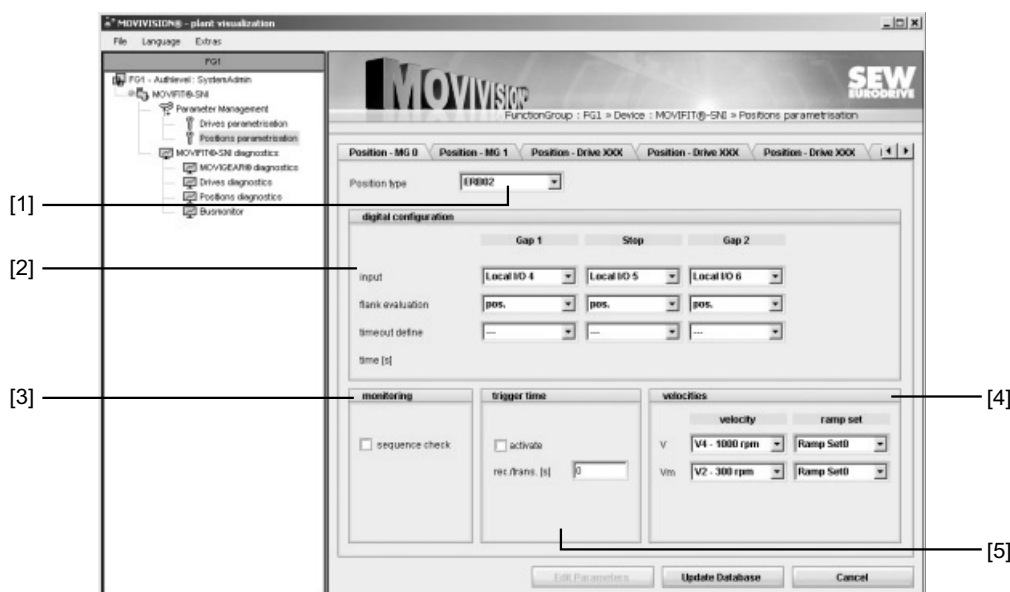 MOVIVISION® - plant visualization
File Language Extras
FG1
FG1 - Authlevel: SystemAdmin
MOVIFIT®-SNI
Parameter Management
Drives parametrisation
Positions parametrisation
MOVIFIT®-SNI diagnostics
MOVIGEAR® diagnostics
Drives diagnostics
Positions diagnostics
Busmonitor
MOVIVISION®
SEW
EURODRIVE
FunctionGroup : FG1 » Device : MOVIFIT®-SNI » Positions parametrisation
Position - MG 0 Position - MG 1 Position - Drive XXX Position - Drive XXX Position - Drive XXX
[1] Position type ERB02
digital configuration
Gap 1 Stop Gap 2
[2] input Local I/O 4 Local I/O 5 Local I/O 6
flank evaluation pos. pos. pos.
timeout define --- --- ---
time [s]
[3] monitoring trigger time velocities [4]
velocity ramp set
sequence check activate V V4 - 1000 rpm Ramp Set0
rec./trans. [s] 0 Vm V2 - 300 rpm Ramp Set0
[5]
Edit Parameters Update Database Cancel